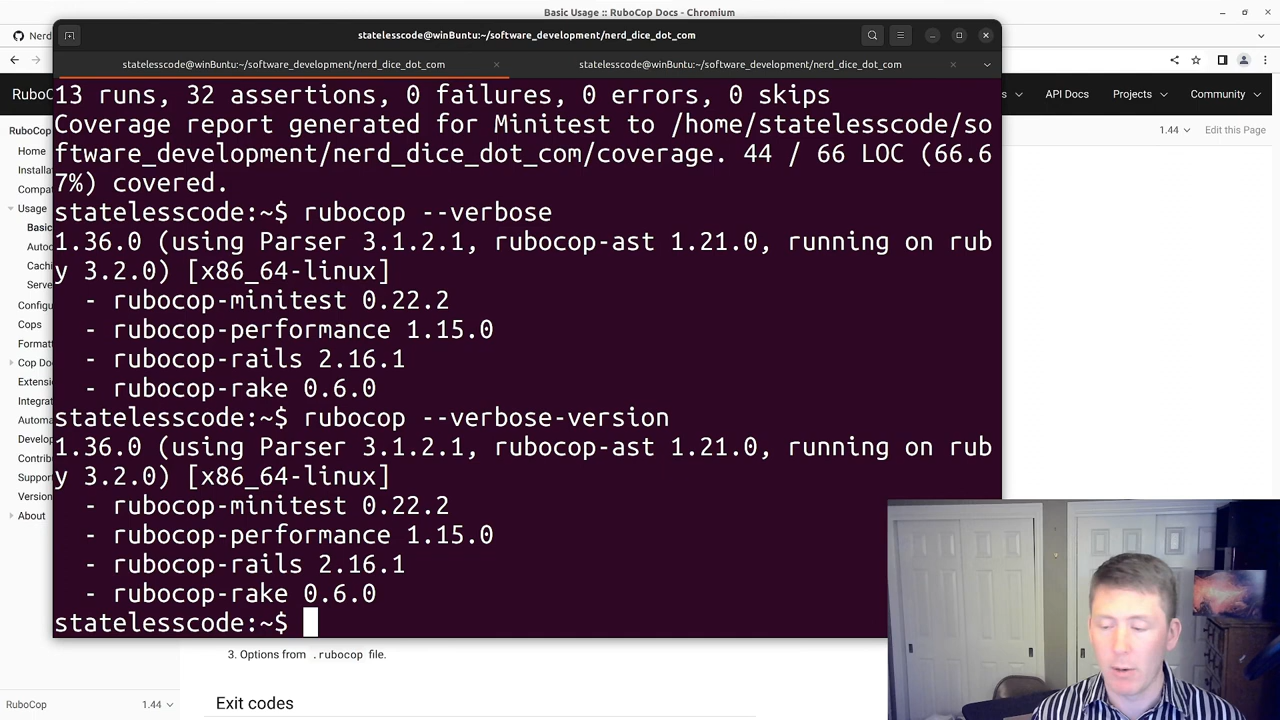 Basic Usage :: RuboCop Docs - Chromium
Nerd
statelesscode@winBuntu:~/software_development/nerd_dice_dot_com
statelesscode@winBuntu:~/software_development/nerd_dice_dot_com
statelesscode@winBuntu:~/software_development/nerd_dice_dot_com
RuboC
s
API Docs
Projects
Community
1.44
Edit this Page
RuboCop
Home
Installa
Compat
Usage
Basic
Autoc
Cachi
Serve
Configu
Cops
Formatt
Cop Do
Extensi
Integrat
Automa
Develop
Contribu
Support
Version
About
13 runs, 32 assertions, 0 failures, 0 errors, 0 skips
Coverage report generated for Minitest to /home/statelesscode/so
ftware_development/nerd_dice_dot_com/coverage. 44 / 66 LOC (66.6
7%) covered.
statelesscode:~$ rubocop --verbose
1.36.0 (using Parser 3.1.2.1, rubocop-ast 1.21.0, running on rub
y 3.2.0) [x86_64-linux]
- rubocop-minitest 0.22.2
- rubocop-performance 1.15.0
- rubocop-rails 2.16.1
- rubocop-rake 0.6.0
statelesscode:~$ rubocop --verbose-version
1.36.0 (using Parser 3.1.2.1, rubocop-ast 1.21.0, running on rub
y 3.2.0) [x86_64-linux]
- rubocop-minitest 0.22.2
- rubocop-performance 1.15.0
- rubocop-rails 2.16.1
- rubocop-rake 0.6.0
statelesscode:~$
3. Options from .rubocop file.
Exit codes
RuboCop
1.44